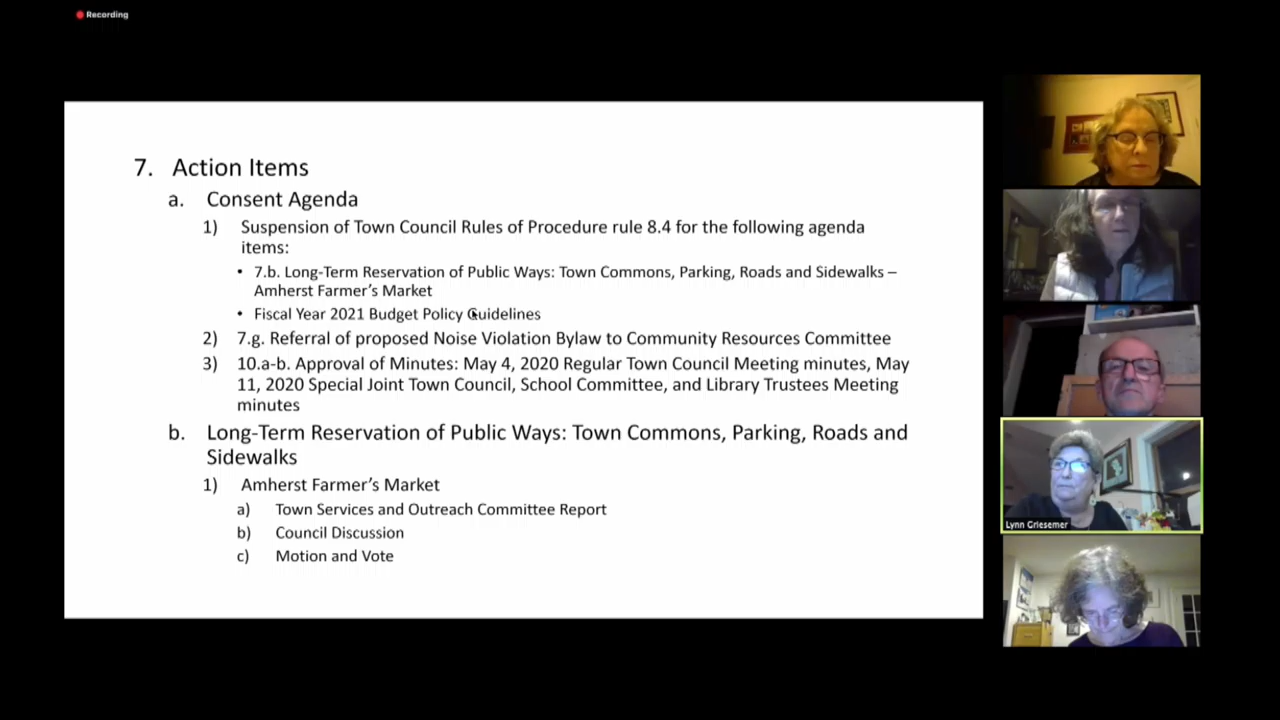 Recording
7. Action Items
a. Consent Agenda
1) Suspension of Town Council Rules of Procedure rule 8.4 for the following agenda
items:
• 7.b. Long-Term Reservation of Public Ways: Town Commons, Parking, Roads and Sidewalks –
Amherst Farmer's Market
• Fiscal Year 2021 Budget Policy Guidelines
2) 7.g. Referral of proposed Noise Violation Bylaw to Community Resources Committee
3) 10.a-b. Approval of Minutes: May 4, 2020 Regular Town Council Meeting minutes, May
11, 2020 Special Joint Town Council, School Committee, and Library Trustees Meeting
minutes
b. Long-Term Reservation of Public Ways: Town Commons, Parking, Roads and
Sidewalks
1) Amherst Farmer's Market
a) Town Services and Outreach Committee Report
b) Council Discussion
c) Motion and Vote
Lynn Griesemer